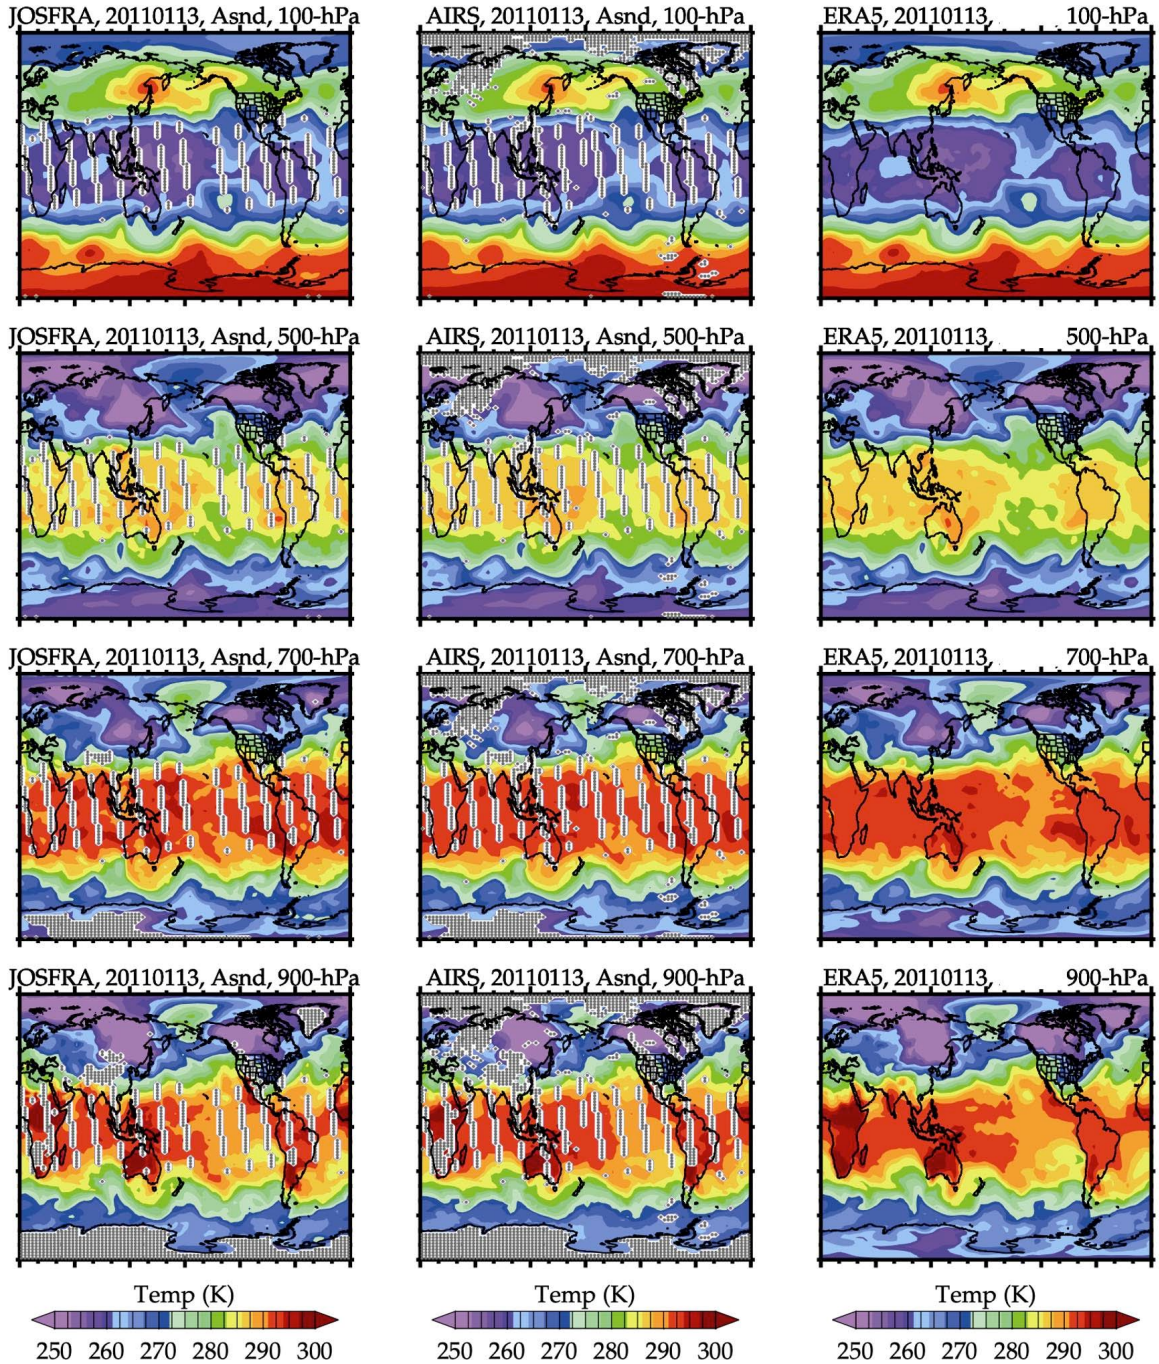 JOSFRA, 20110113, Asnd, 100-hPa
AIRS, 20110113, Asnd, 100-hPa
ERA5, 20110113, 100-hPa
JOSFRA, 20110113, Asnd, 500-hPa
AIRS, 20110113, Asnd, 500-hPa
ERA5, 20110113, 500-hPa
JOSFRA, 20110113, Asnd, 700-hPa
AIRS, 20110113, Asnd, 700-hPa
ERA5, 20110113, 700-hPa
JOSFRA, 20110113, Asnd, 900-hPa
AIRS, 20110113, Asnd, 900-hPa
ERA5, 20110113, 900-hPa
Temp (K)
250 260 270 280 290 300
Temp (K)
250 260 270 280 290 300
Temp (K)
250 260 270 280 290 300